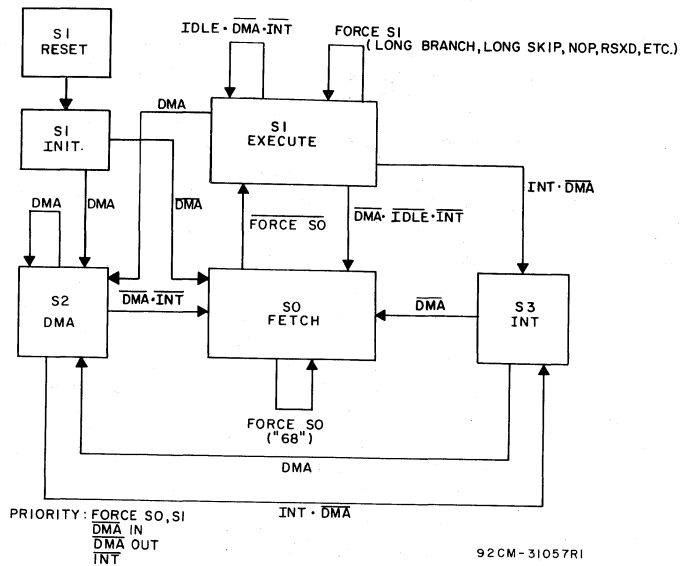 S1
RESET
IDLE·DMA·INT
FORCE S1
(LONG BRANCH, LONG SKIP, NOP, RSXD, ETC.)
DMA
S1
INIT.
S1
EXECUTE
DMA
DMA
DMA
FORCE SO
DMA·IDLE·INT
INT·DMA
S2
DMA
DMA·INT
SO
FETCH
DMA
S3
INT
FORCE SO
("68")
DMA
INT·DMA
PRIORITY: FORCE SO, S1
DMA IN
DMA OUT
INT
92CM-31057R1